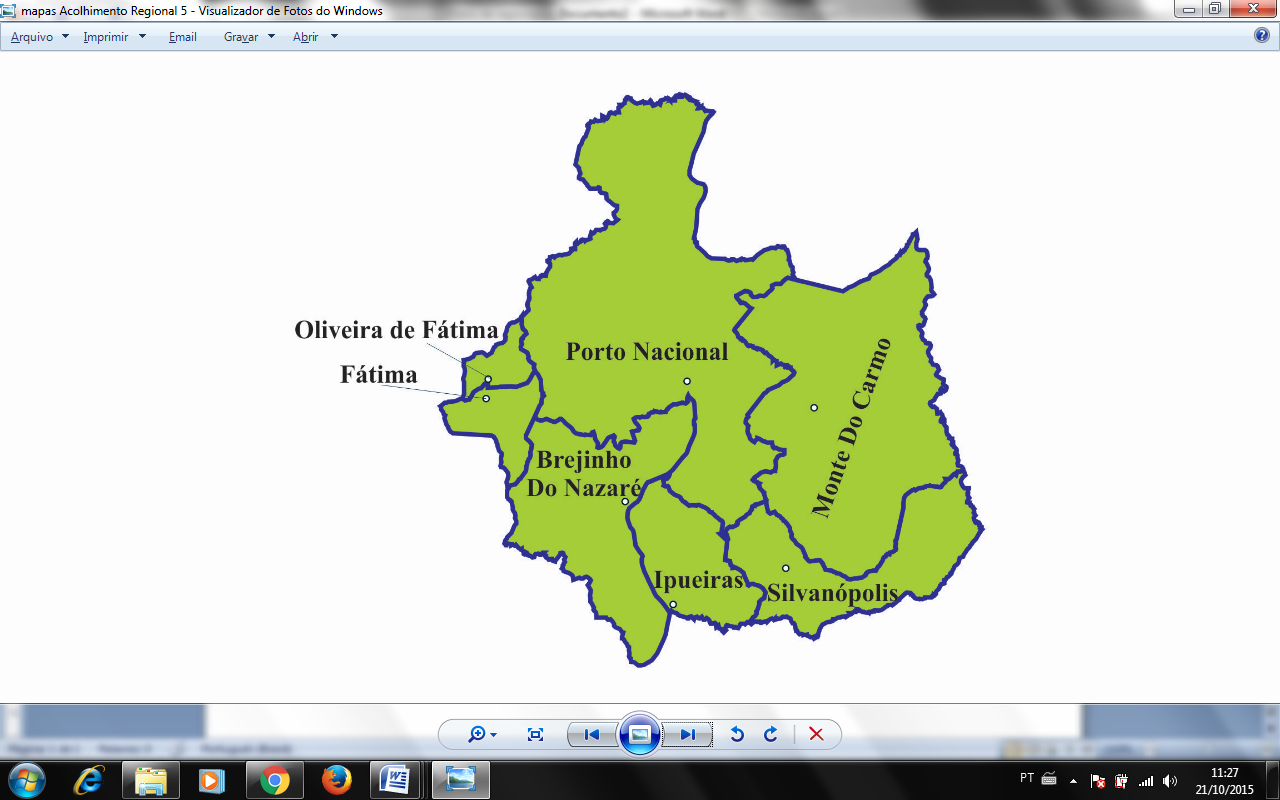 mapas Acolhimento Regional 5 - Visualizador de Fotos do Windows
Arquivo Imprimir Email Gravar Abrir
Oliveira de Fátima
Fátima
Porto Nacional
Monte Do Carmo
Brejinho
Do Nazaré
Ipueiras
Silvanópolis
PT
11:27
21/10/2015